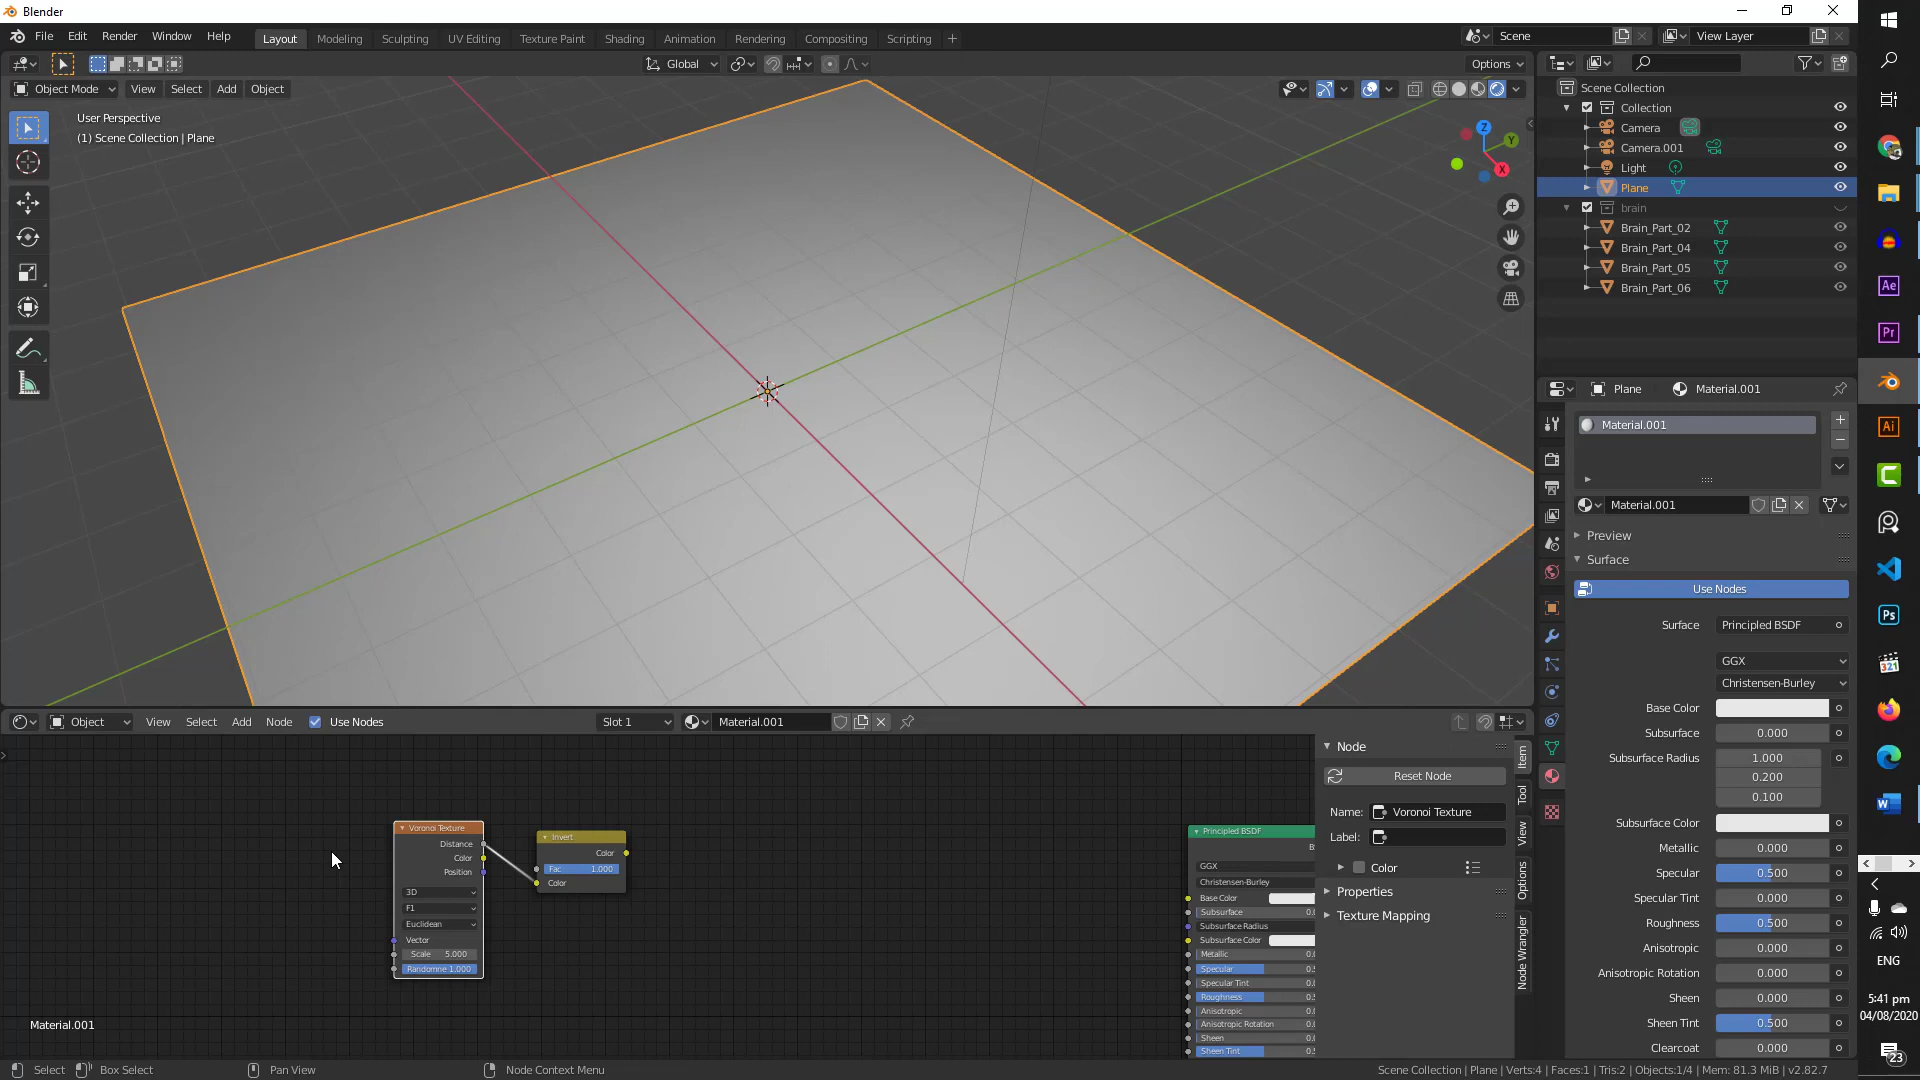 Blender
File Edit Render Window Help
Layout Modeling Sculpting UV Editing Texture Paint Shading Animation Rendering Compositing Scripting +
Scene
View Layer
Global
Options
Object Mode View Select Add Object
User Perspective
(1) Scene Collection | Plane
Z
Y
X
Scene Collection
Collection
Camera
Camera.001
Light
Plane
brain
Brain_Part_02
Brain_Part_04
Brain_Part_05
Brain_Part_06
Plane Material.001
Material.001
Material.001
Preview
Surface
Use Nodes
Surface Principled BSDF
GGX
Christensen-Burley
Base Color
Subsurface 0.000
Subsurface Radius 1.000
0.200
0.100
Subsurface Color
Metallic 0.000
Specular 0.500
Specular Tint 0.000
Roughness 0.500
Anisotropic 0.000
Anisotropic Rotation 0.000
Sheen 0.000
Sheen Tint 0.500
Clearcoat 0.000
Object View Select Add Node Use Nodes
Slot 1 Material.001
Voronoi Texture
Distance
Color
Position
3D
F1
Euclidean
Vector
Scale 5.000
Randomne 1.000
Invert
Color
Fac 1.000
Color
Principled BSDF
GGX
Christensen-Burley
Base Color
Subsurface
Subsurface Radius
Subsurface Color
Metallic
Specular
Specular Tint
Roughness
Anisotropic
Anisotropic Rotation
Sheen
Sheen Tint
Node
Reset Node
Name: Voronoi Texture
Label:
Color
Properties
Texture Mapping
Item
Tool
View
Options
Node Wrangler
Material.001
Select Box Select Pan View Node Context Menu
Scene Collection | Plane | Verts:4 | Faces:1 | Tris:2 | Objects:1/4 | Mem: 81.3 MiB | v2.82.7
Ae
Pr
Ai
Ps
321
ENG
5:41 pm
04/08/2020
23